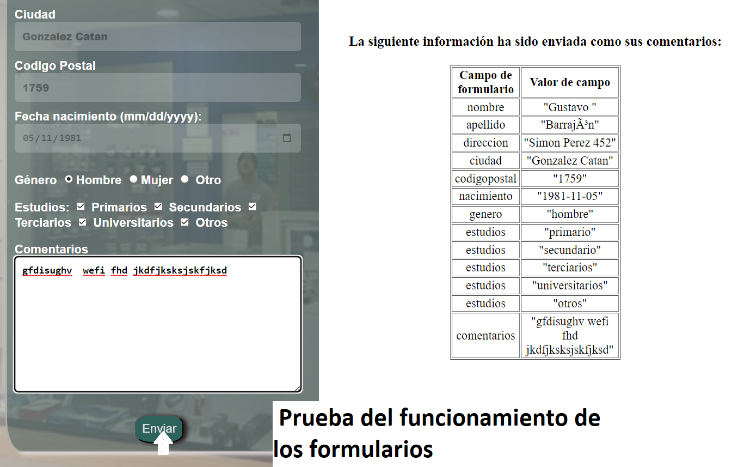 Ciudad
Gonzalez Catan
Codigo Postal
1759
Fecha nacimiento (mm/dd/yyyy):
05/11/1981
Género Hombre Mujer Otro
Estudios: Primarios Secundarios
Terciarios Universitarios Otros
Comentarios
gfdisughv wefi fhd jkdfjksksjskfjksd
Enviar
La siguiente información ha sido enviada como sus comentarios:
Campo de
formulario Valor de campo
nombre "Gustavo "
apellido "BarrajÃ³n"
direccion "Simon Perez 452"
ciudad "Gonzalez Catan"
codigopostal "1759"
nacimiento "1981-11-05"
genero "hombre"
estudios "primario"
estudios "secundario"
estudios "terciarios"
estudios "universitarios"
estudios "otros"
comentarios "gfdisughv wefi
fhd
jkdfjksksjskfjksd"
Prueba del funcionamiento de
los formularios